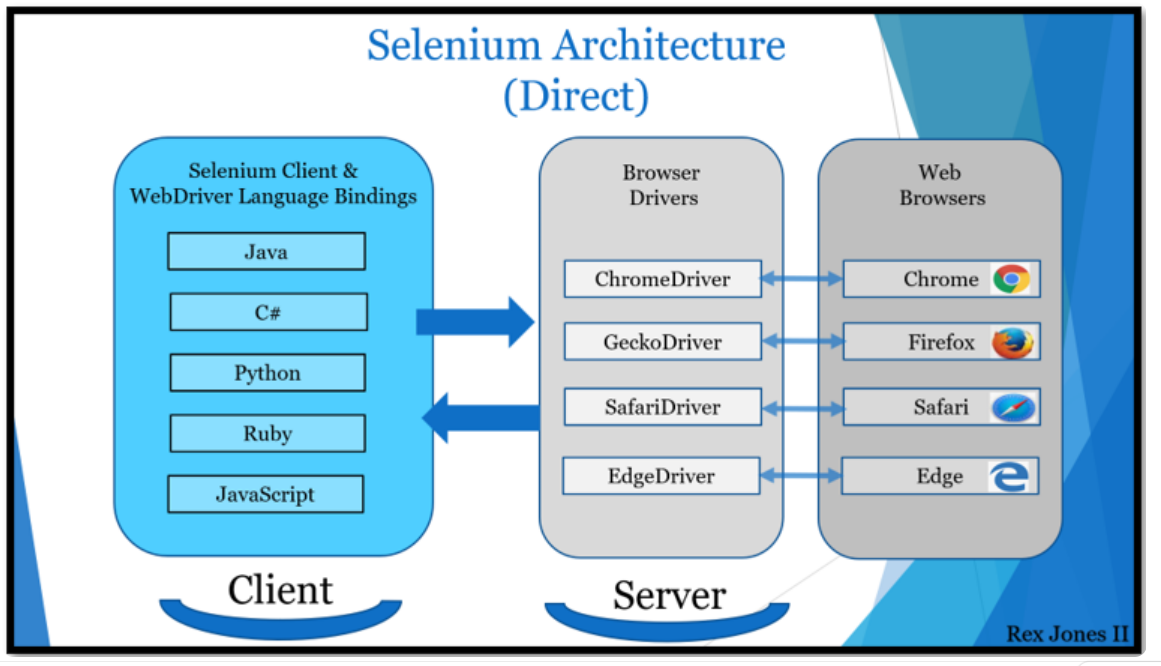 Selenium Architecture
(Direct)
Selenium Client &
WebDriver Language Bindings
Java
C#
Python
Ruby
JavaScript
Client
Browser
Drivers
ChromeDriver
GeckoDriver
SafariDriver
EdgeDriver
Server
Web
Browsers
Chrome
Firefox
Safari
Edge
Rex Jones II